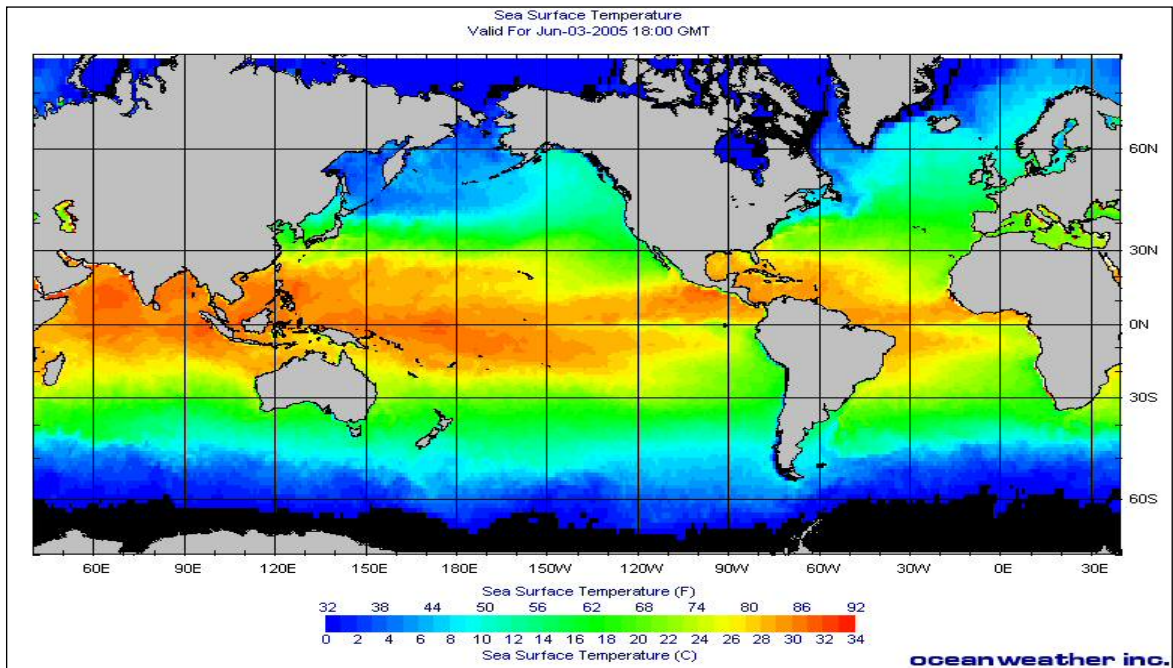 Sea Surface Temperature
Valid For Jun-03-2005 18:00 GMT
60N
30N
0N
30S
60S
60E 90E 120E 150E 180E 150W 120W 90W 60W 30W 0E 30E
Sea Surface Temperature (F)
32 38 44 50 56 62 68 74 80 86 92
0 2 4 6 8 10 12 14 16 18 20 22 24 26 28 30 32 34
Sea Surface Temperature (C)
oceanweather inc.